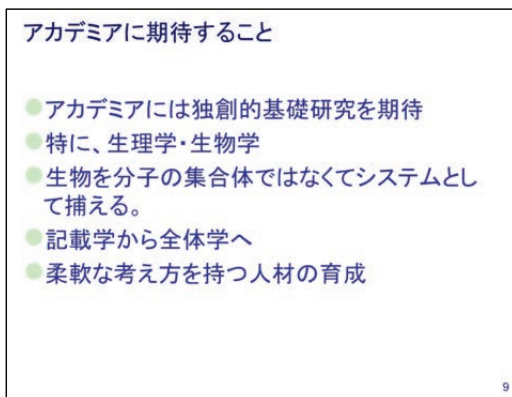 アカデミアに期待すること
アカデミアには独創的基礎研究を期待
特に、生理学・生物学
生物を分子の集合体ではなくてシステムとし
て捉える。
記載学から全体学へ
柔軟な考え方を持つ人材の育成
9